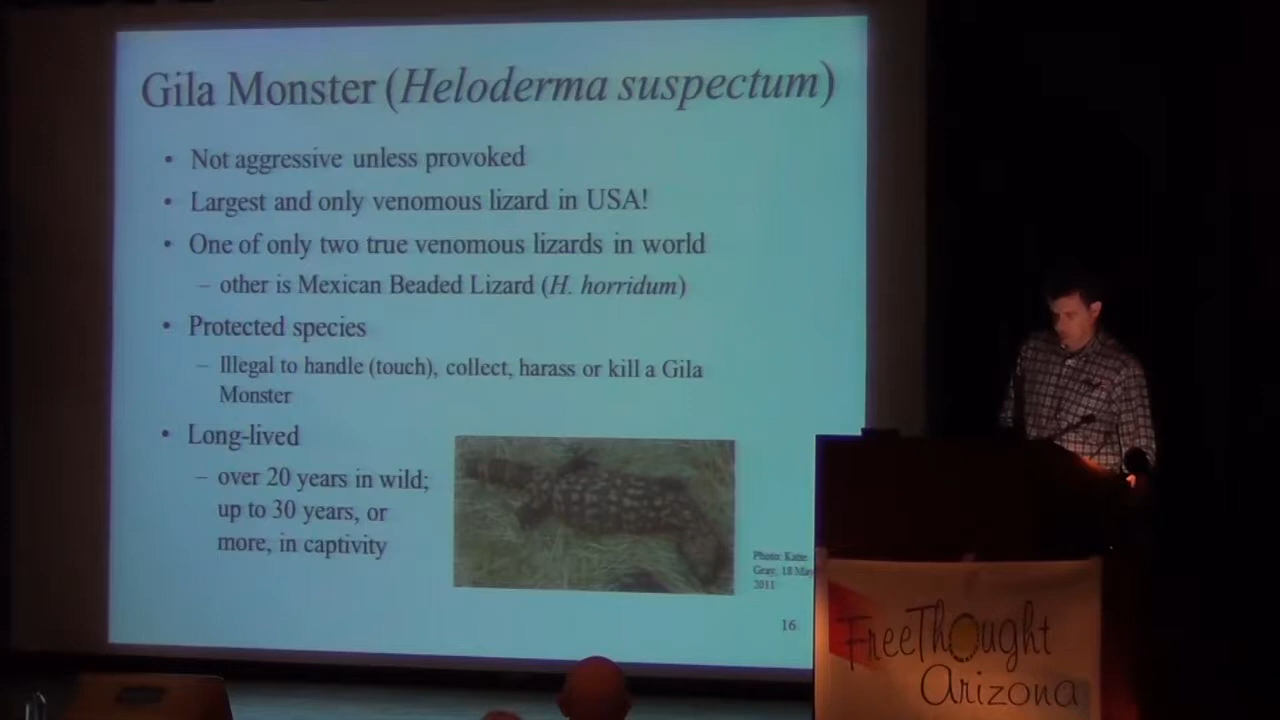 Gila Monster (Heloderma suspectum)
• Not aggressive unless provoked
• Largest and only venomous lizard in USA!
• One of only two true venomous lizards in world
– other is Mexican Beaded Lizard (H. horridum)
• Protected species
– Illegal to handle (touch), collect, harass or kill a Gila
Monster
• Long-lived
– over 20 years in wild;
up to 30 years, or
more, in captivity
Photo: Katie
Gray, 18 May
2011
16
FreeThought
Arizona